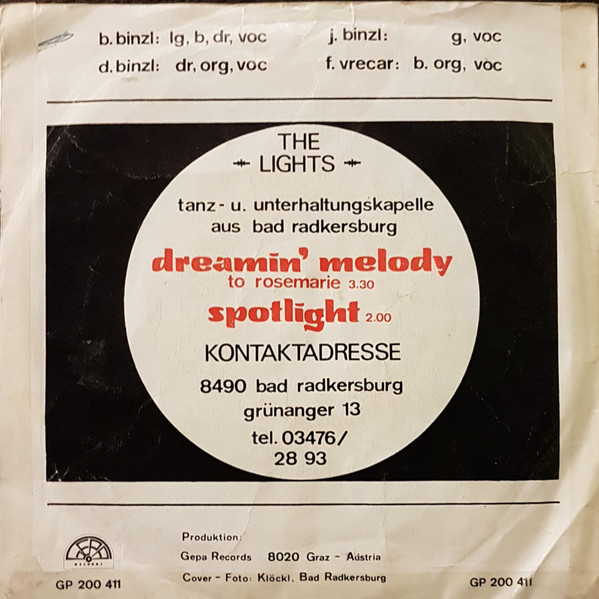 b.binzl: lg, b, dr, voc j. binzl: g, voc
d.binzl: dr, org, voc f. vrecar: b. org, voc
THE
LIGHTS
tanz - u. unterhaltungskapelle
aus bad radkersburg
dreamin' melody
to rosemarie 3.30
spotlight 2.00
KONTAKTADRESSE
8490 bad radkersburg
grünanger 13
tel. 03476/
28 93
Produktion:
Gepa Records 8020 Graz - Austria
Cover - Foto: Klöckl, Bad Radkersburg
GP 200 411 GP 200 411